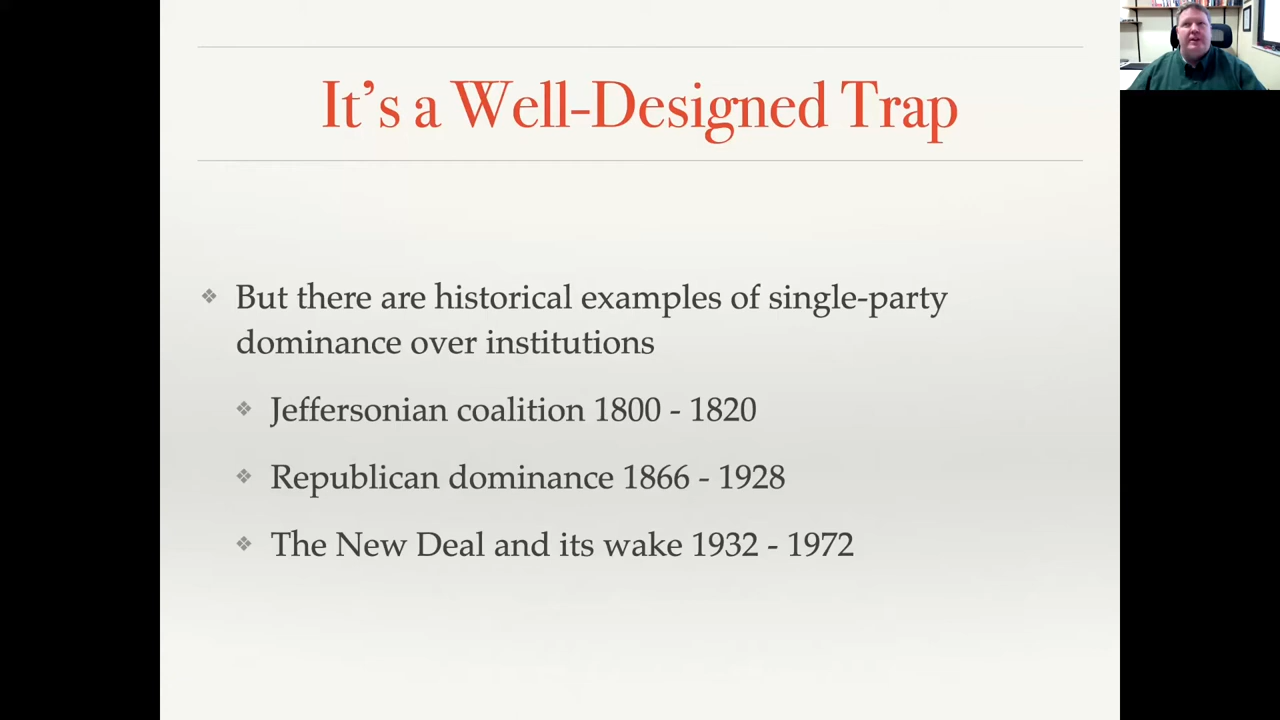 It’s a Well-Designed Trap
But there are historical examples of single-party
dominance over institutions
Jeffersonian coalition 1800 - 1820
Republican dominance 1866 - 1928
The New Deal and its wake 1932 - 1972